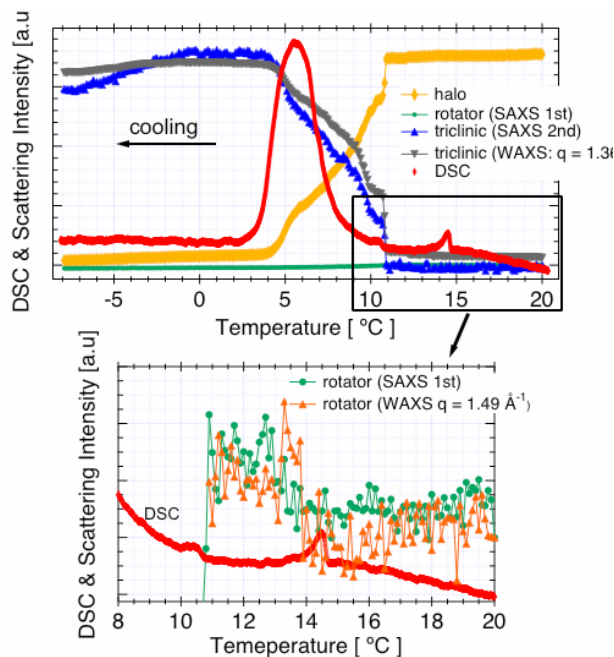 DSC & Scattering Intensity [a.u
halo
rotator (SAXS 1st)
triclinic (SAXS 2nd)
triclinic (WAXS: q = 1.36
DSC
cooling
-5 0 5 10 15 20
Temperature [ ºC]
DSC & Scattering Intensity [a.u]
rotator (SAXS 1st)
rotator (WAXS q = 1.49 Å⁻¹)
DSC
8 10 12 14 16 18 20
Temeperature [ ºC]